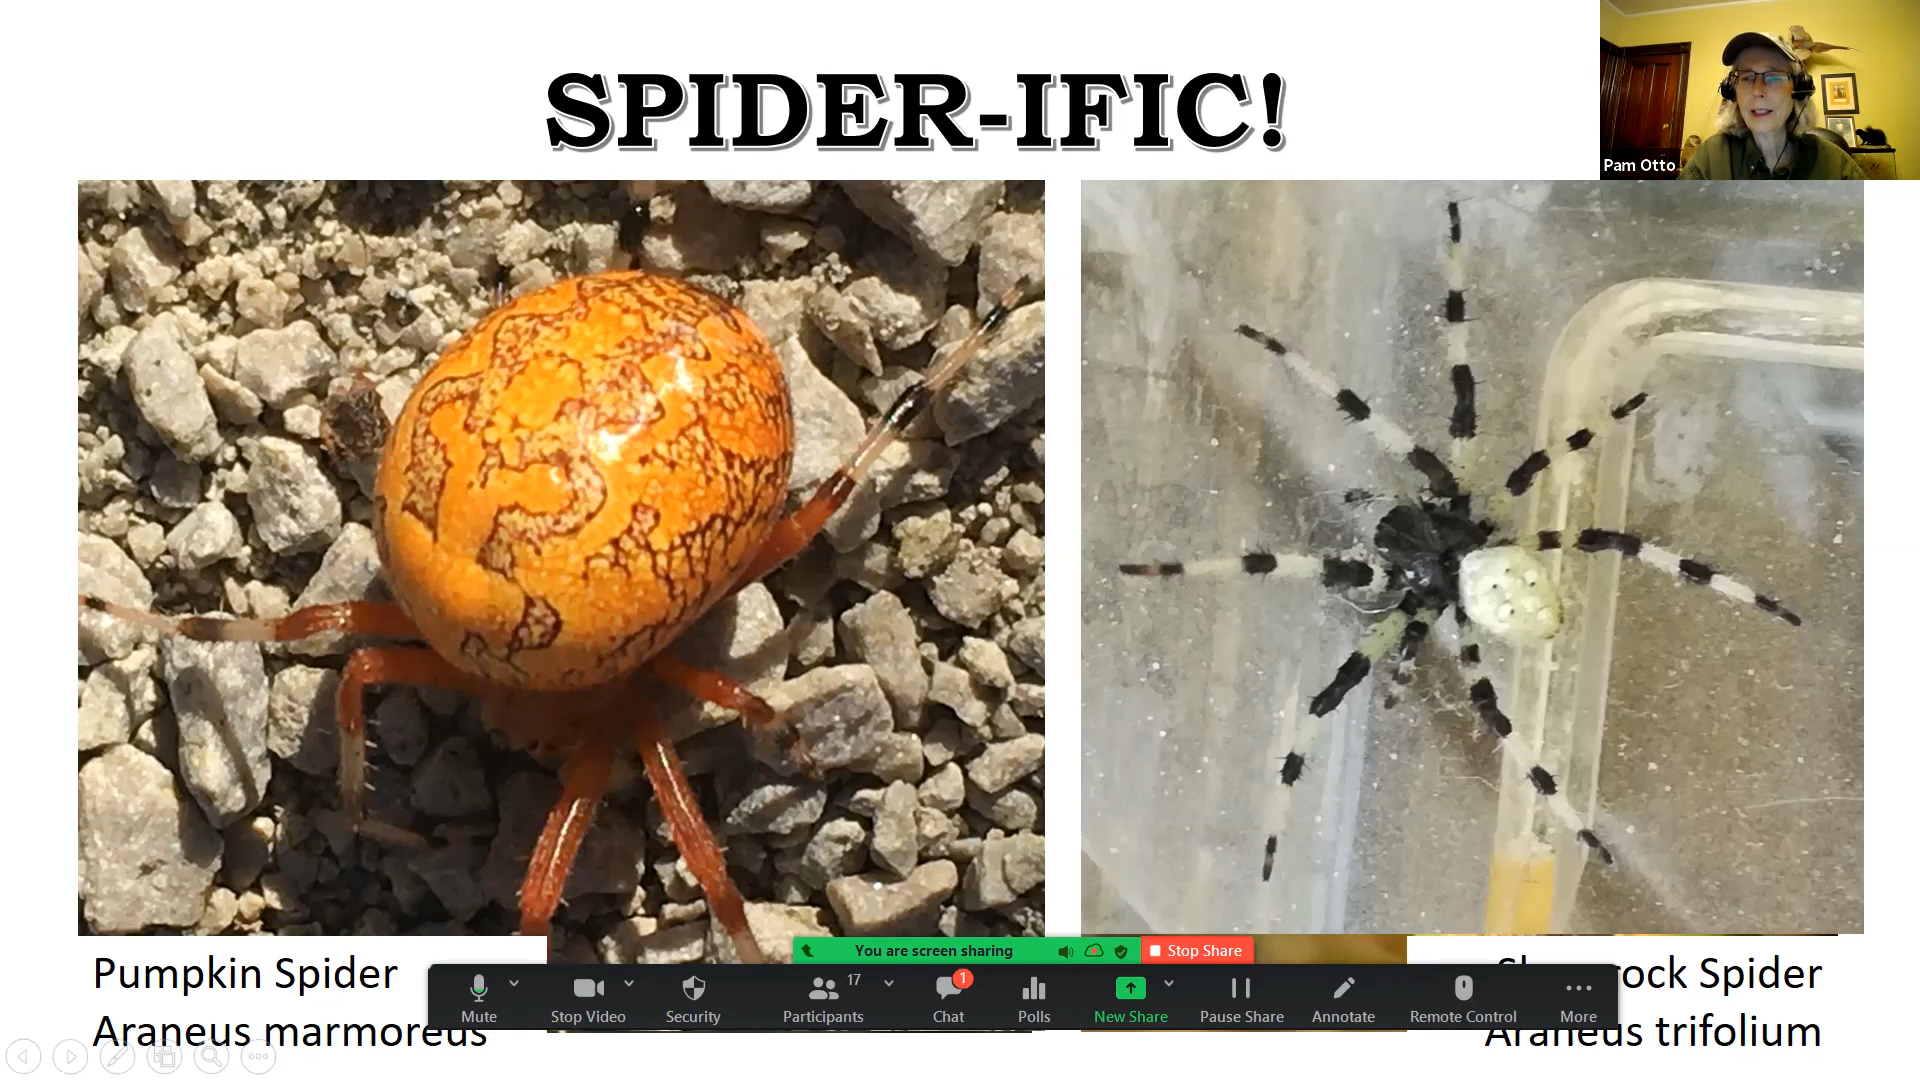 SPIDER-IFIC!
Pam Otto
You are screen sharing
Stop Share
Pumpkin Spider
Spider
Araneus marmoreus
Araneus trifolium
17
1
Mute
Stop Video
Security
Participants
Chat
Polls
New Share
Pause Share
Annotate
Remote Control
More